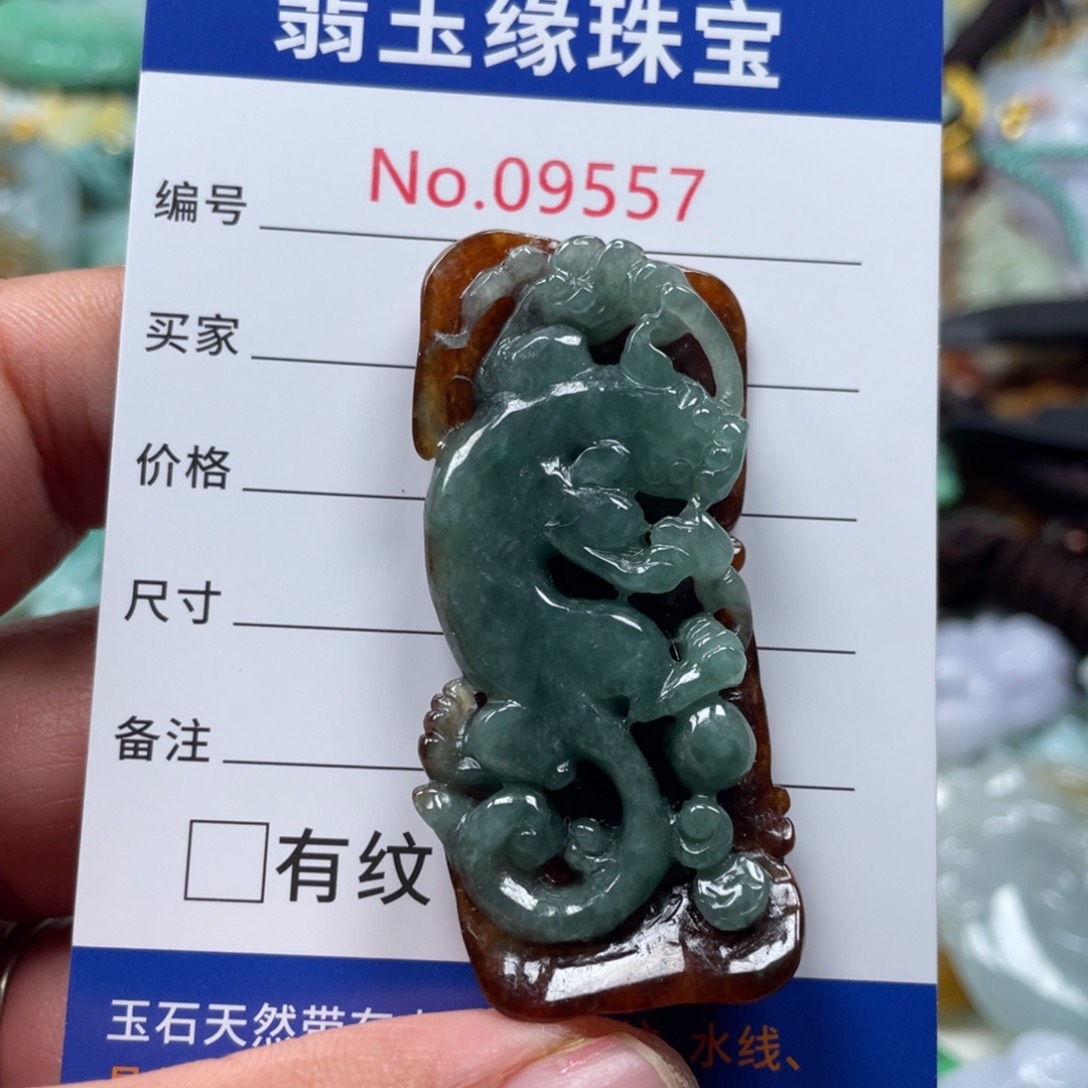 翡玉缘珠宝
编号 No.09557
买家
价格
尺寸
备注
□有纹
玉石天然带有
水线、